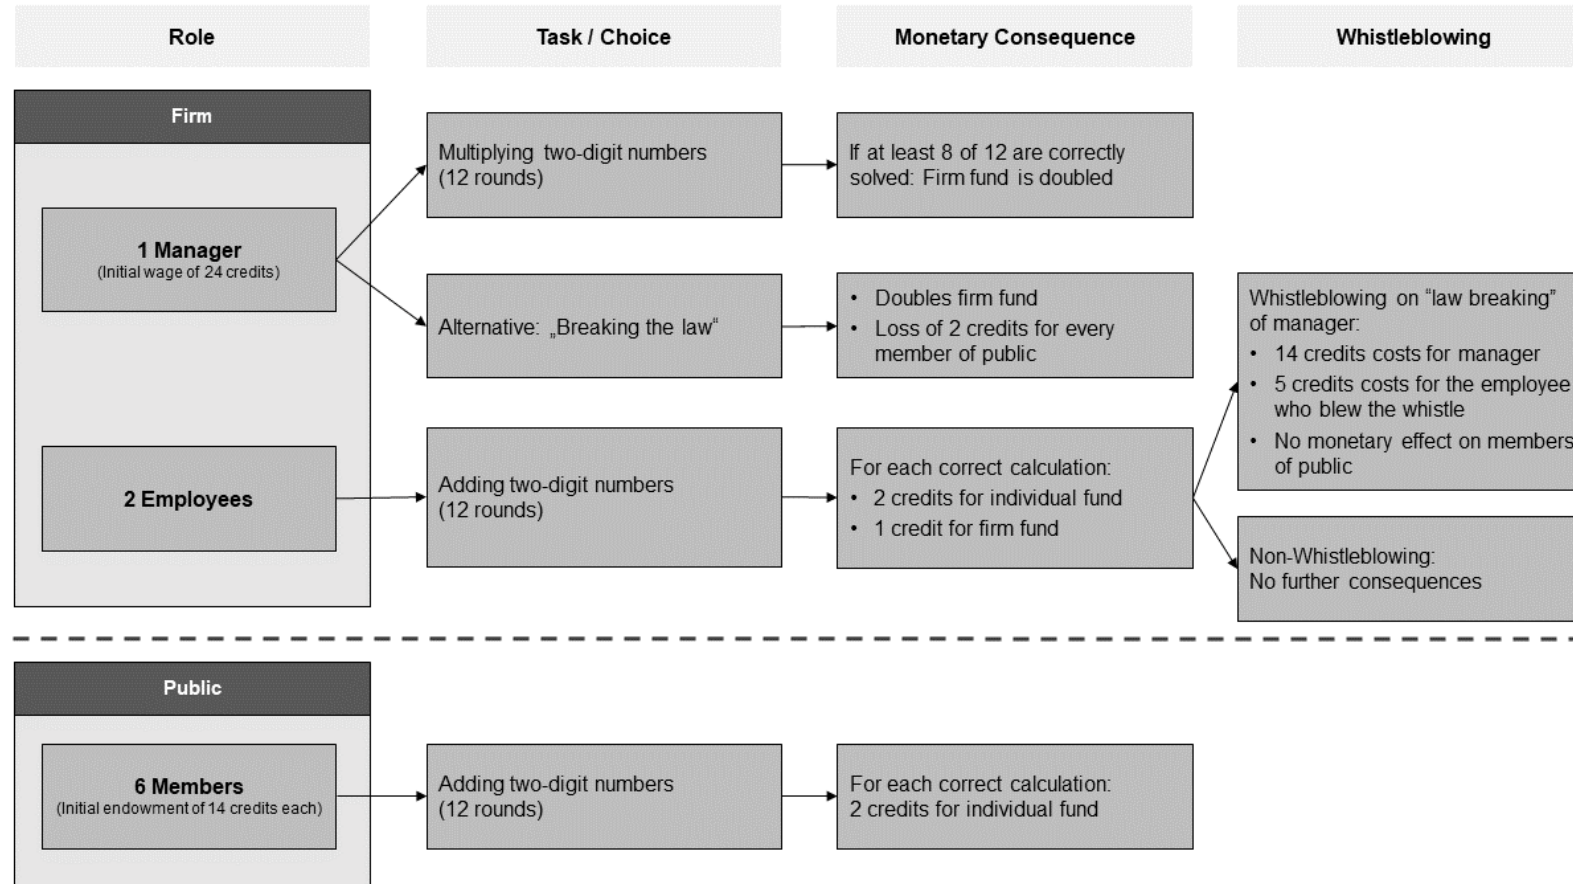 Role
Task / Choice
Monetary Consequence
Whistleblowing
Firm
1 Manager
(Initial wage of 24 credits)
Multiplying two-digit numbers
(12 rounds)
If at least 8 of 12 are correctly
solved: Firm fund is doubled
Alternative: „Breaking the law“
• Doubles firm fund
• Loss of 2 credits for every
member of public
Whistleblowing on “law breaking”
of manager:
• 14 credits costs for manager
• 5 credits costs for the employee
who blew the whistle
• No monetary effect on members
of public
2 Employees
Adding two-digit numbers
(12 rounds)
For each correct calculation:
• 2 credits for individual fund
• 1 credit for firm fund
Non-Whistleblowing:
No further consequences
Public
6 Members
(Initial endowment of 14 credits each)
Adding two-digit numbers
(12 rounds)
For each correct calculation:
2 credits for individual fund